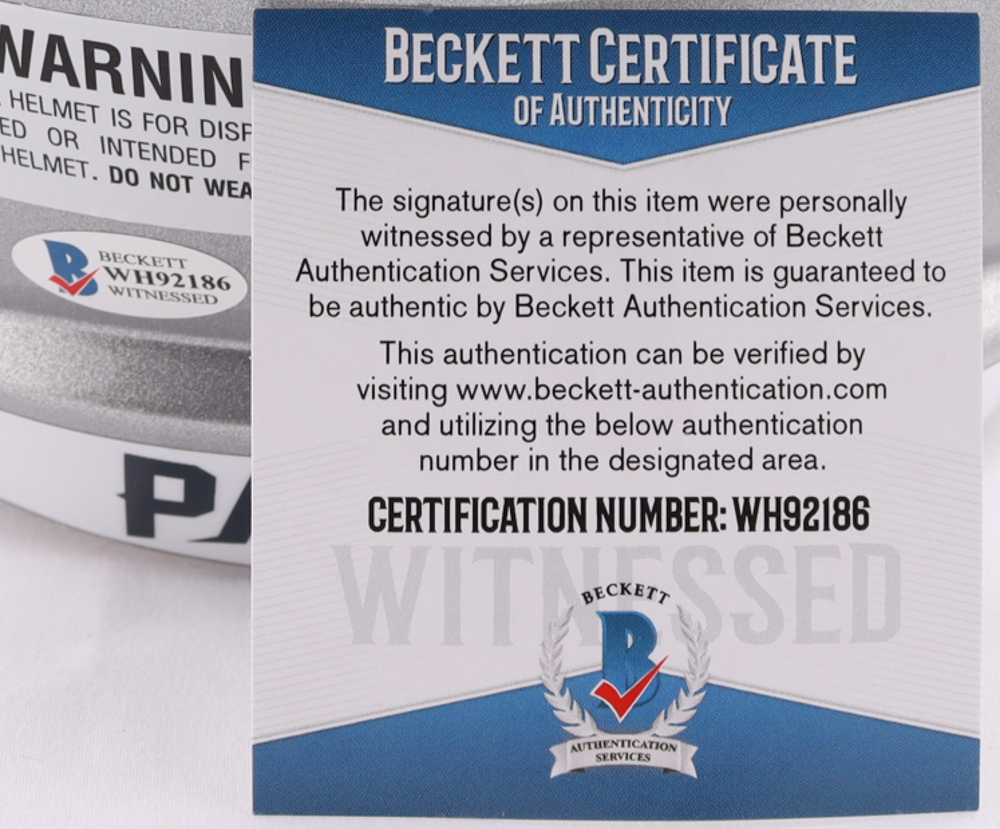 WARNIN
HELMET IS FOR DISP
ED OR INTENDED F
HELMET. DO NOT WEA
BECKETT
WH92186
WITNESSED
PA
BECKETT CERTIFICATE
OF AUTHENTICITY
The signature(s) on this item were personally
witnessed by a representative of Beckett
Authentication Services. This item is guaranteed to
be authentic by Beckett Authentication Services.
This authentication can be verified by
visiting www.beckett-authentication.com
and utilizing the below authentication
number in the designated area.
CERTIFICATION NUMBER: WH92186
WITNESSED
BECKETT
B
AUTHENTICATION
SERVICES